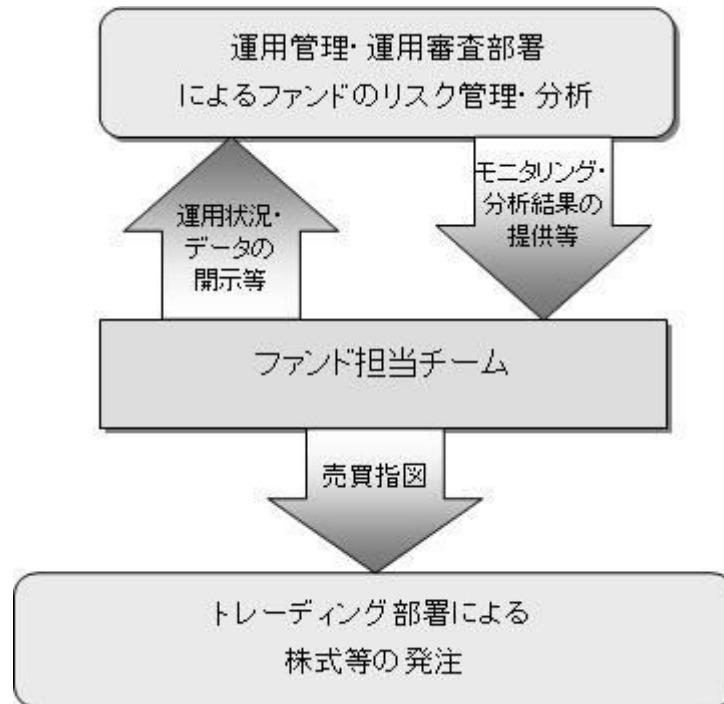 運用管理・運用審査部署
によるファンドのリスク管理・分析
運用状況・
データの
開示等
モニタリング・
分析結果の
提供等
ファンド担当チーム
売買指図
トレーディング部署による
株式等の発注